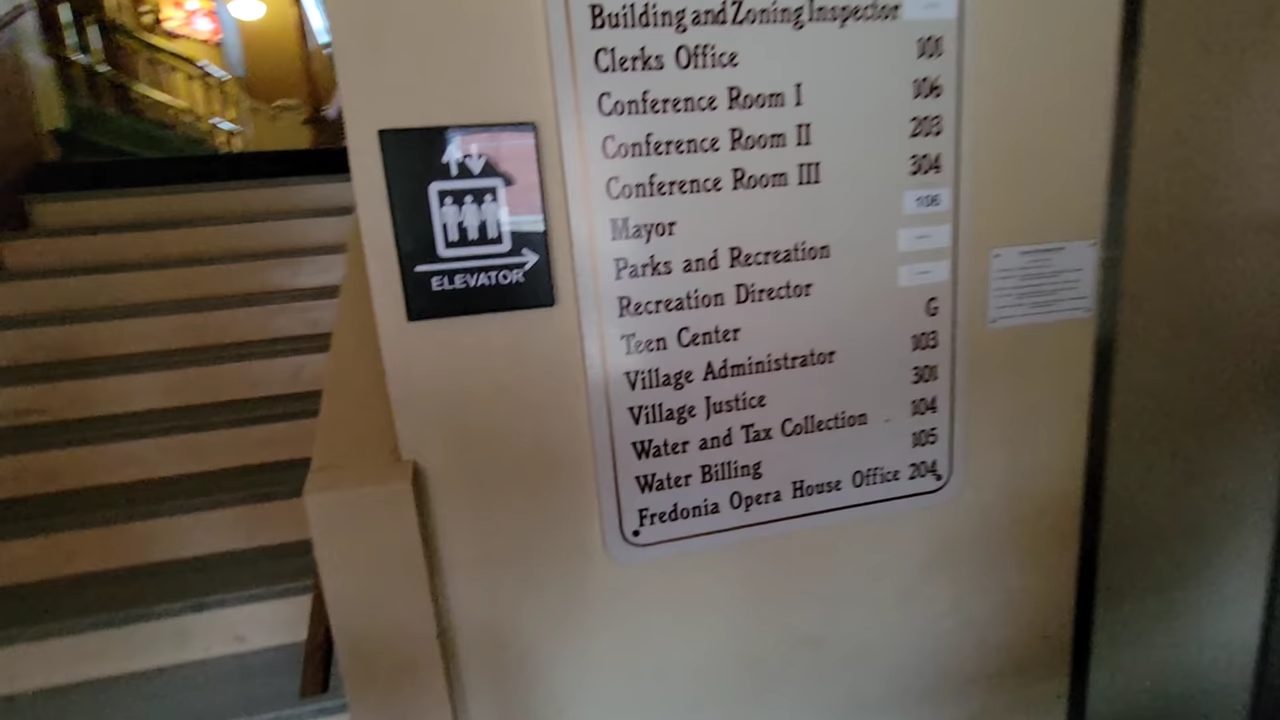 Building and Zoning Inspector
Clerks Office 101
Conference Room I 106
Conference Room II 203
Conference Room III 304
Mayor 106
Parks and Recreation ---
Recreation Director ---
Teen Center G
Village Administrator 103
Village Justice 301
Water and Tax Collection 104
Water Billing 105
Fredonia Opera House Office 204
ELEVATOR